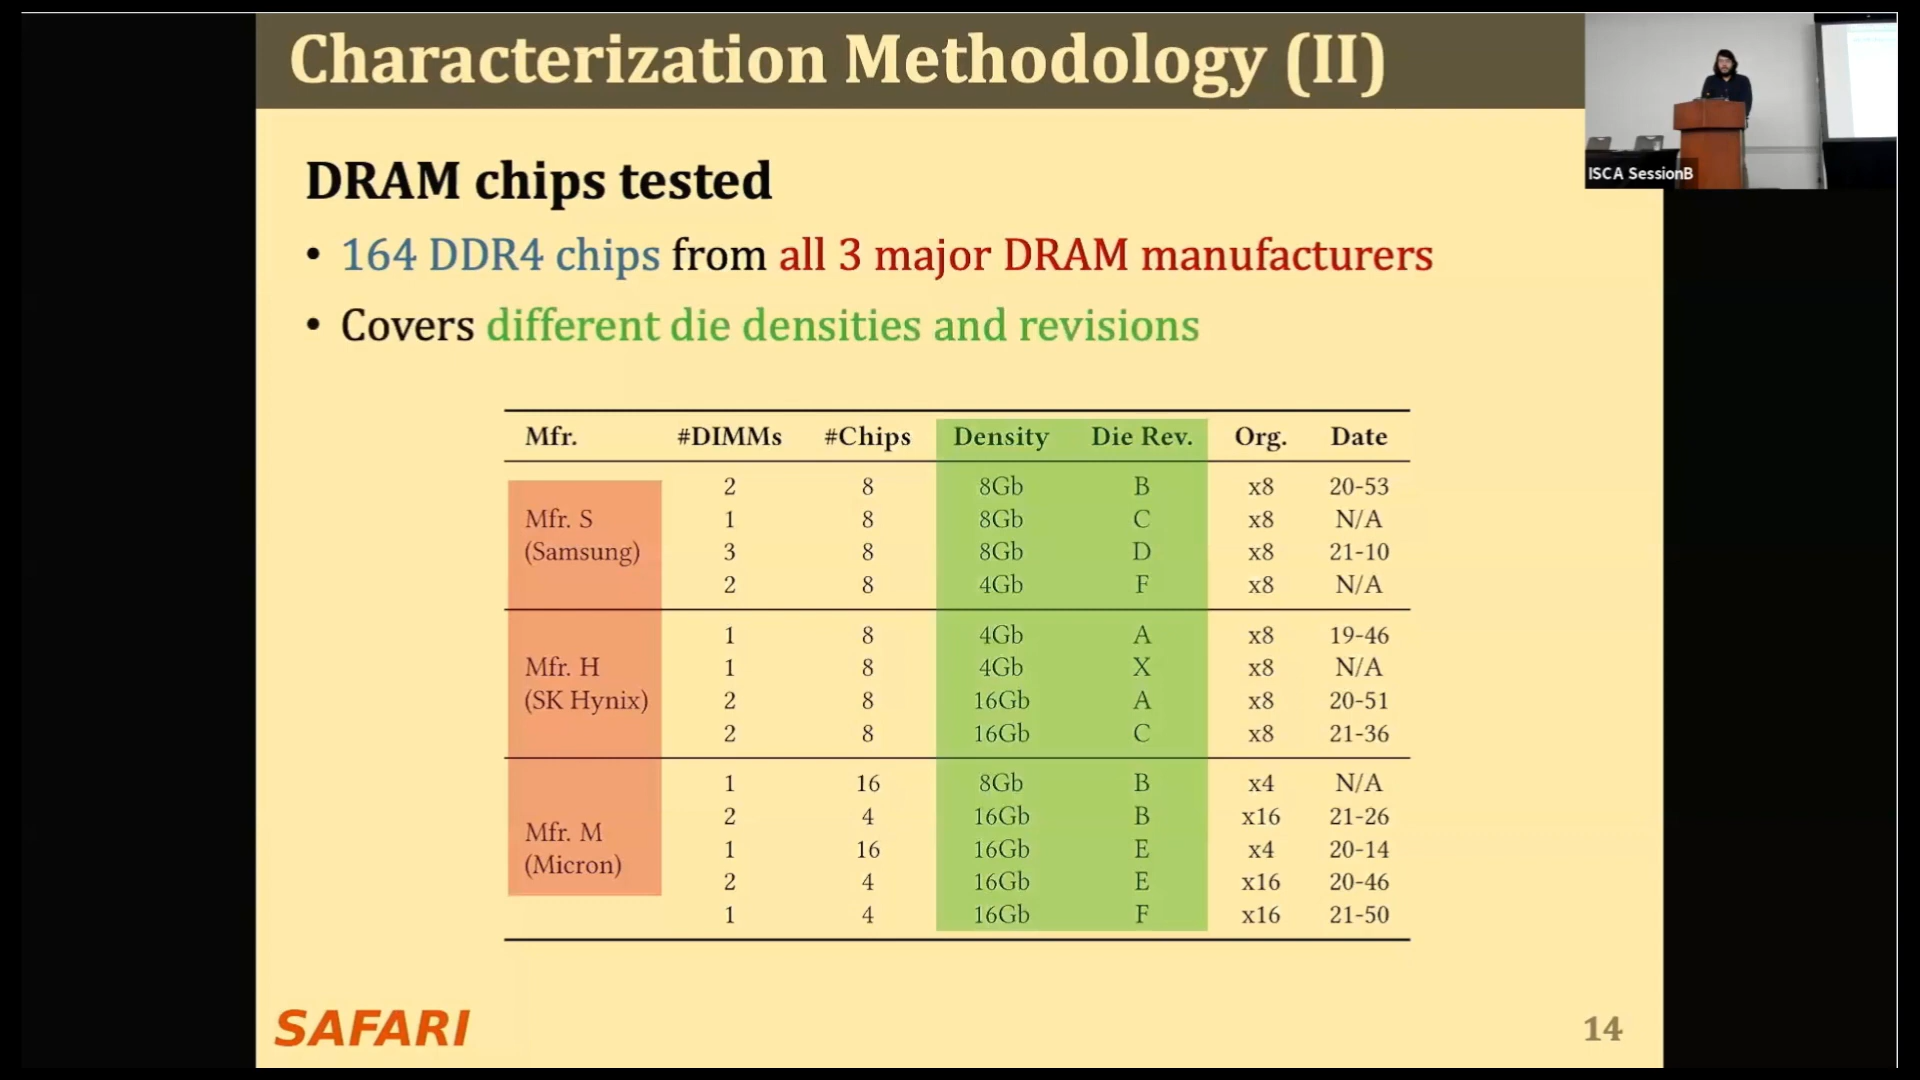 Characterization Methodology (II)
ISCA SessionB
DRAM chips tested
• 164 DDR4 chips from all 3 major DRAM manufacturers
• Covers different die densities and revisions
Mfr. #DIMMs #Chips Density Die Rev. Org. Date
2 8 8Gb B x8 20-53
Mfr. S 1 8 8Gb C x8 N/A
(Samsung) 3 8 8Gb D x8 21-10
2 8 4Gb F x8 N/A
1 8 4Gb A x8 19-46
Mfr. H 1 8 4Gb X x8 N/A
(SK Hynix) 2 8 16Gb A x8 20-51
2 8 16Gb C x8 21-36
1 16 8Gb B x4 N/A
2 4 16Gb B x16 21-26
Mfr. M
1 16 16Gb E x4 20-14
(Micron)
2 4 16Gb E x16 20-46
1 4 16Gb F x16 21-50
SAFARI
14